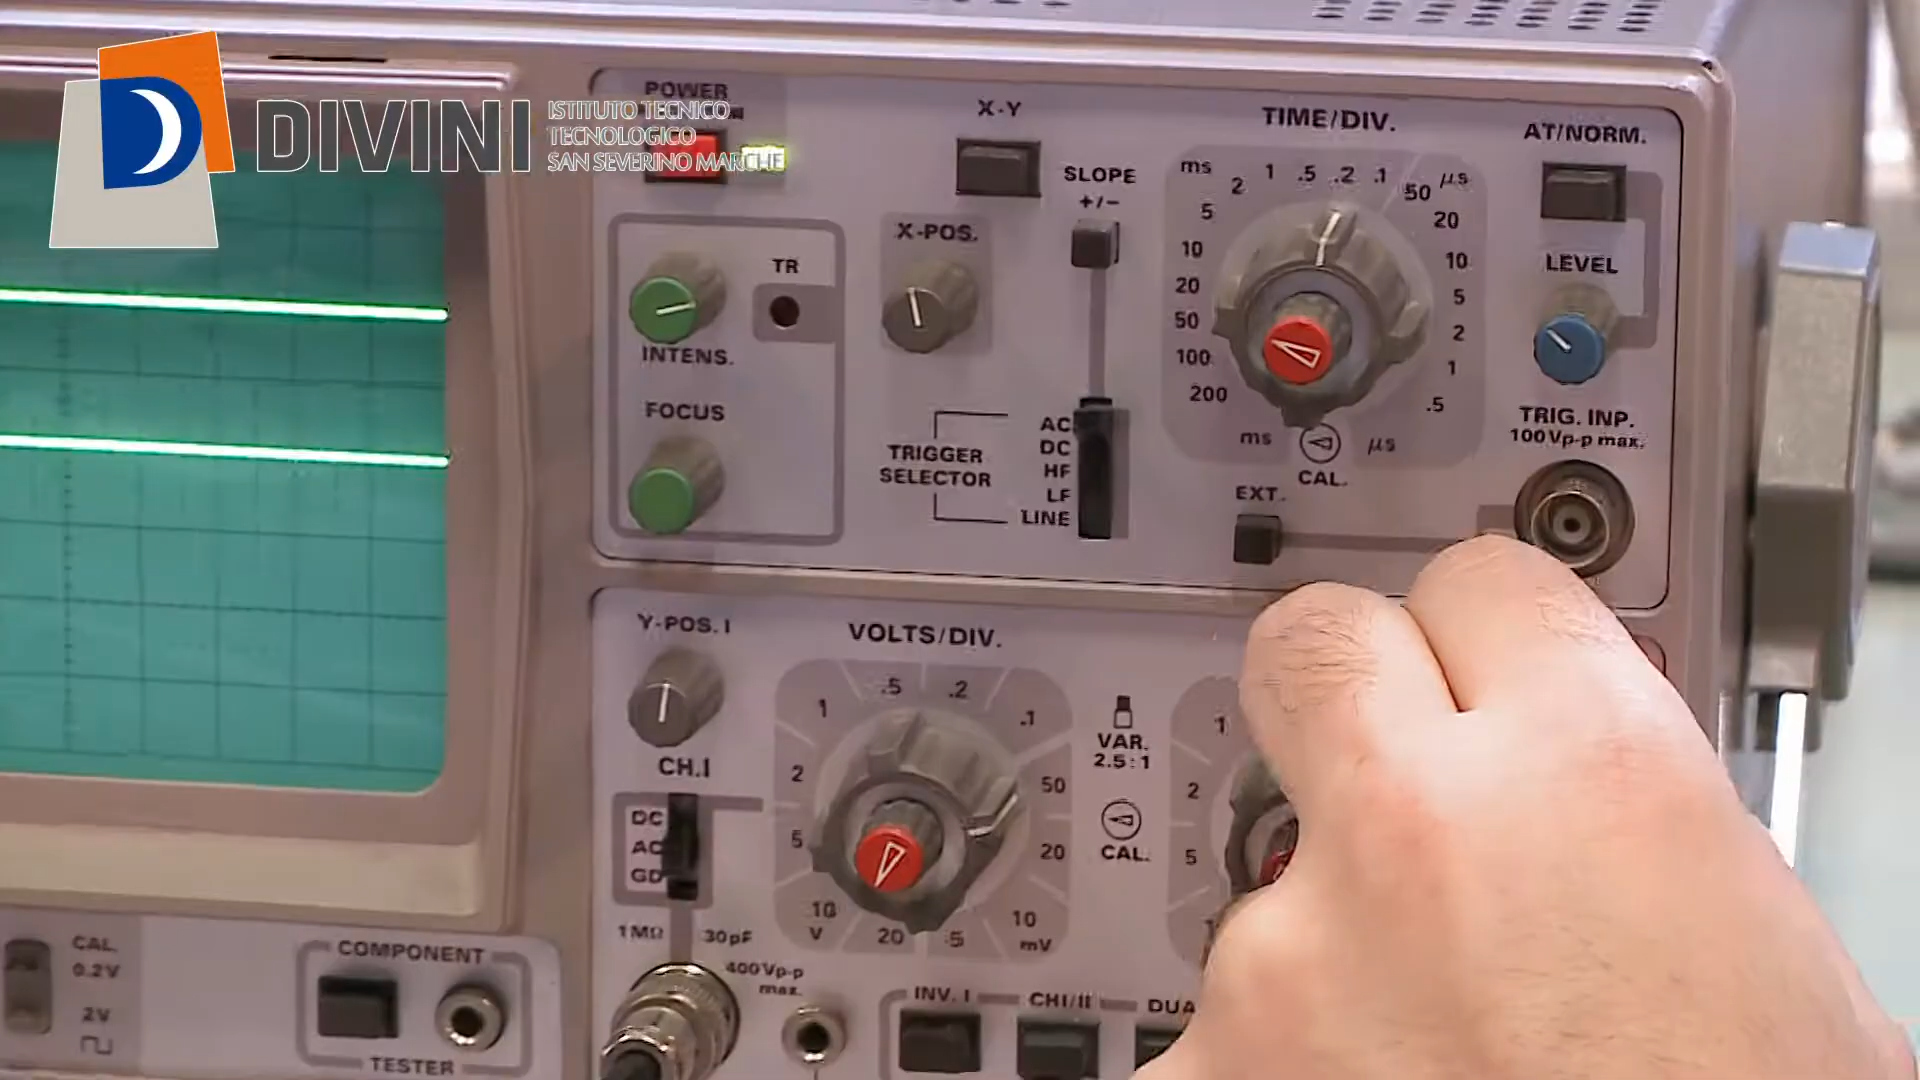 DIVINI
ISTITUTO TECNICO
TECNOLOGICO
SAN SEVERINO MARCHE
POWER
X-Y
TIME/DIV.
AT/NORM.
SLOPE
+/-
ms
2
1
.5
.2
.1
50
µs
5
20
10
10
20
5
50
2
100
1
200
.5
ms
µs
CAL.
X-POS.
TR
INTENS.
FOCUS
LEVEL
TRIGGER
SELECTOR
AC
DC
HF
LF
LINE
EXT.
TRIG. INP.
100Vp-p max.
Y-POS. I
VOLTS/DIV.
.5
.2
1
.1
2
50
5
20
10
V
20
5
10
mV
VAR.
2.5:1
CAL.
1
2
5
CH.I
DC
AC
GD
1MΩ
30pF
400Vp-p
max.
INV. I
CHI/II
DUA
CAL.
0.2V
2V
COMPONENT
TESTER